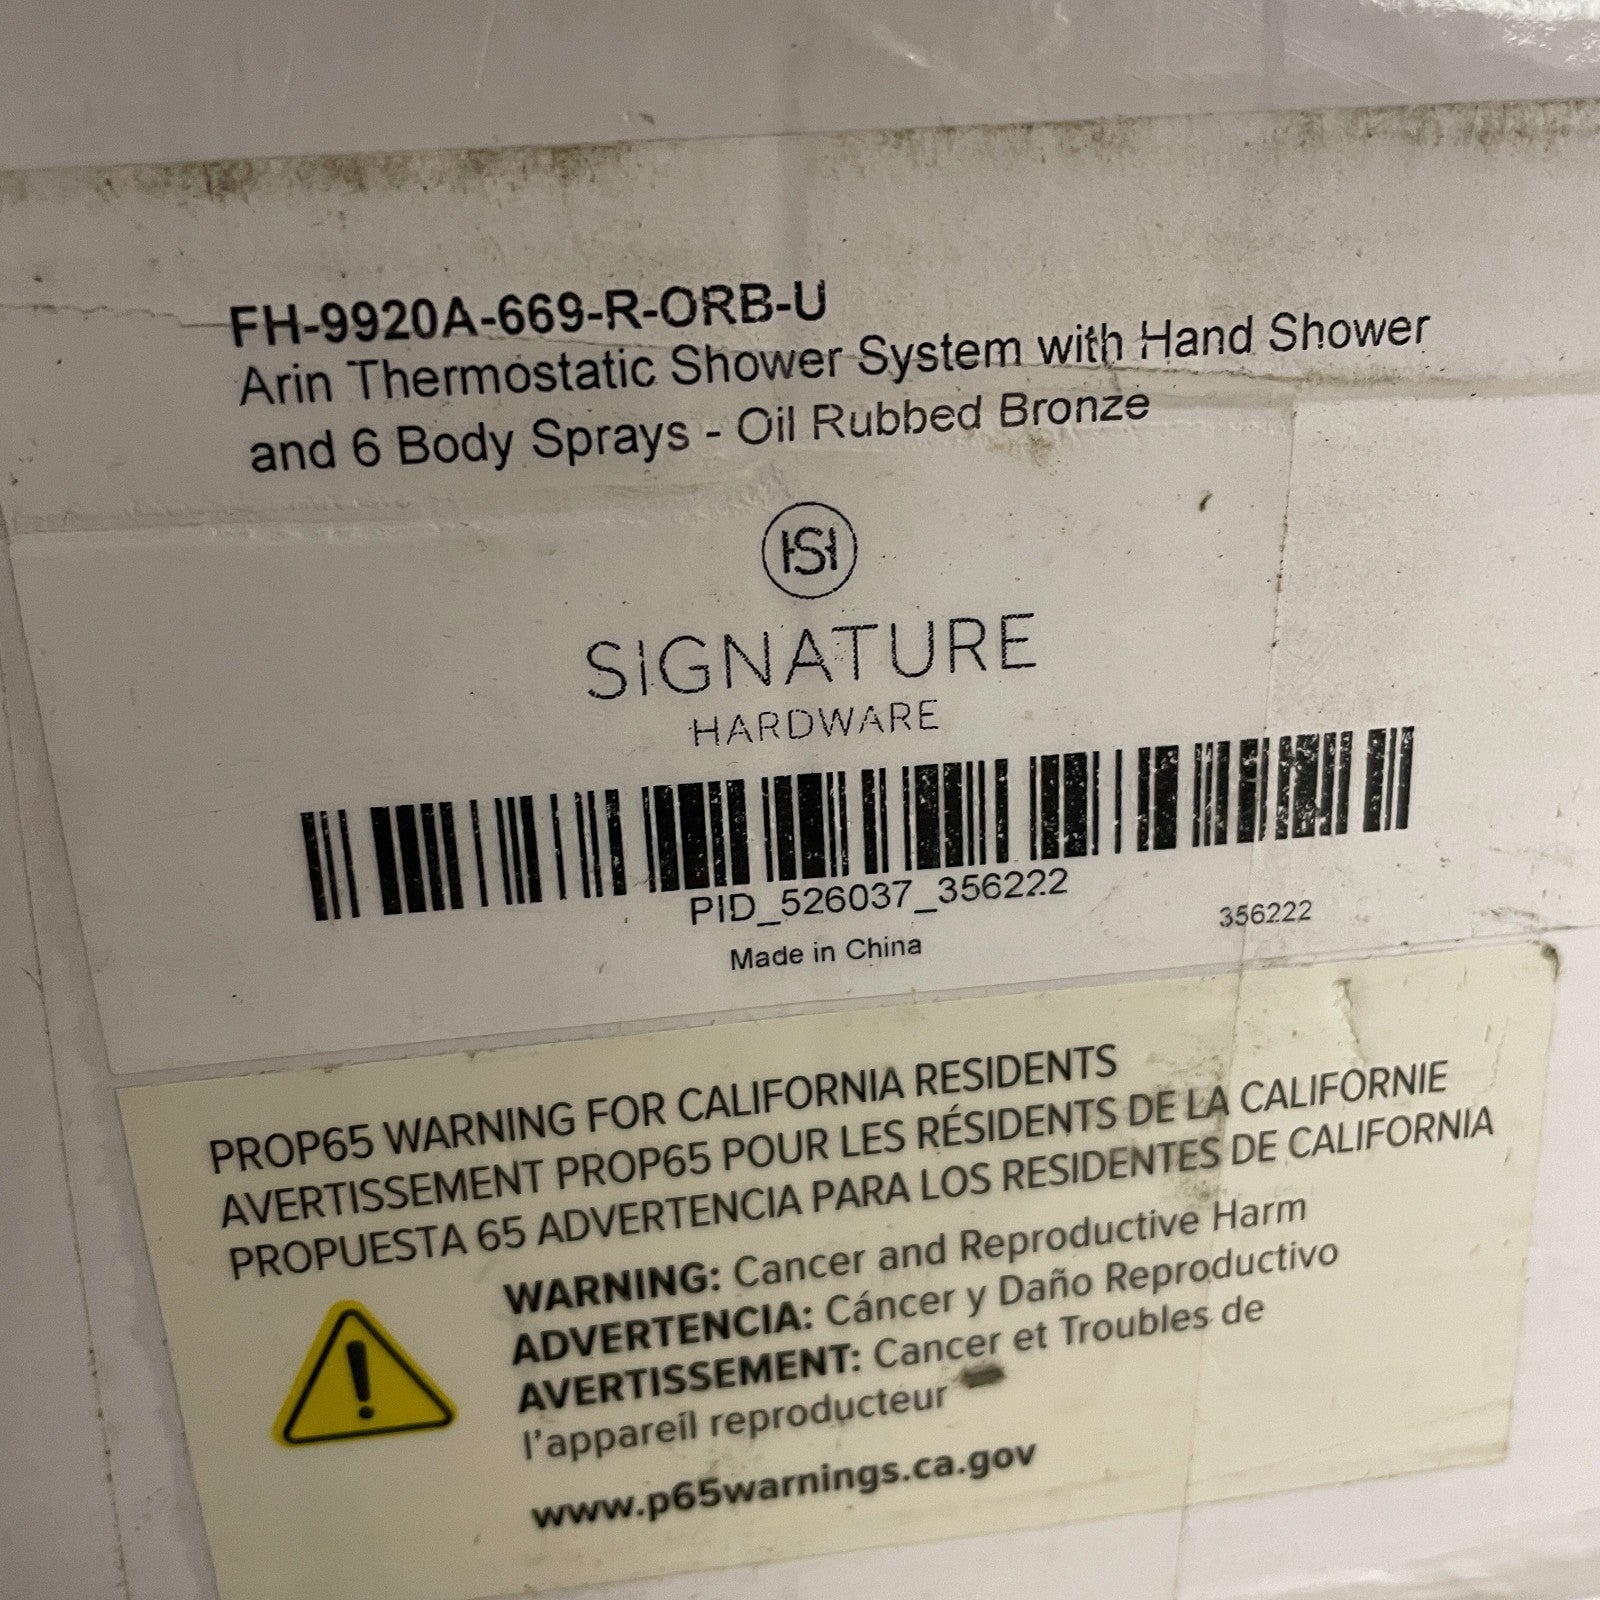 FH-9920A-669-R-ORB-U
Arin Thermostatic Shower System with Hand Shower
and 6 Body Sprays - Oil Rubbed Bronze
SIGNATURE
HARDWARE
PID_526037_356222
Made in China
356222
PROP65 WARNING FOR CALIFORNIA RESIDENTS
AVERTISSEMENT PROP65 POUR LES RÉSIDENTS DE LA CALIFORNIE
PROPUESTA 65 ADVERTENCIA PARA LOS RESIDENTES DE CALIFORNIA
WARNING: Cancer and Reproductive Harm
ADVERTENCIA: Cáncer y Daño Reproductivo
AVERTISSEMENT: Cancer et Troubles de
l'appareil reproducteur
www.p65warnings.ca.gov